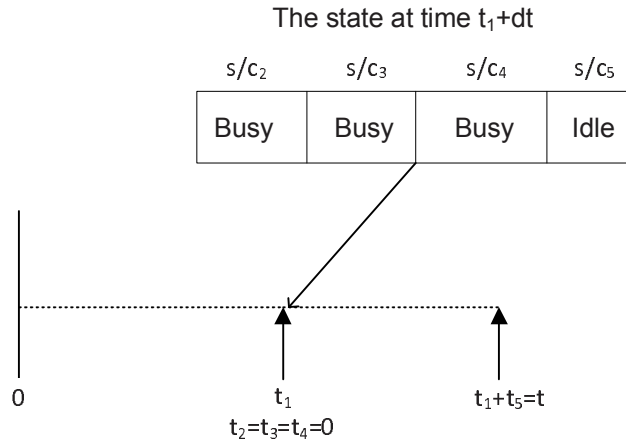 The state at time t₁+dt
s/c₂ s/c₃ s/c₄ s/c₅
Busy Busy Busy Idle
0 t₁ t₁+t₅=t
t₂=t₃=t₄=0